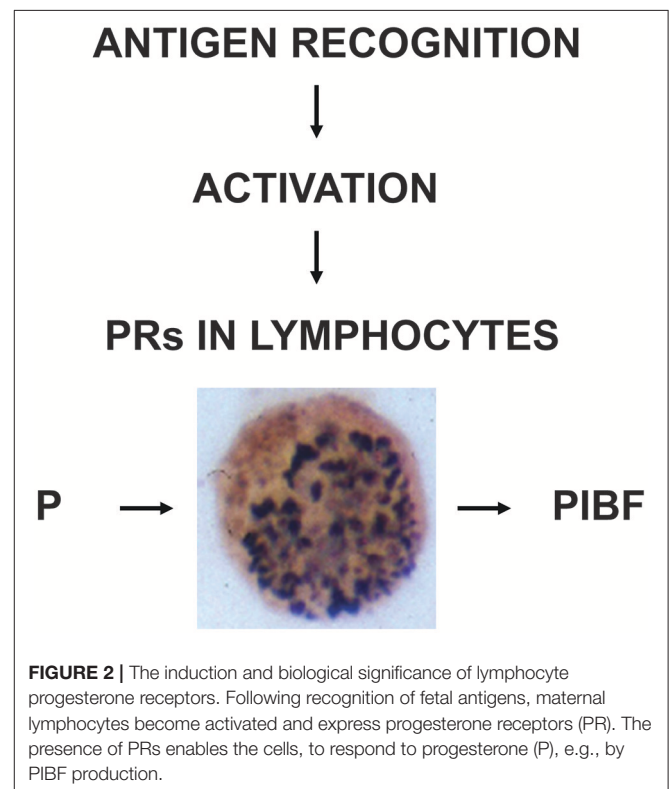 ANTIGEN RECOGNITION
ACTIVATION
PRs IN LYMPHOCYTES
P
PIBF
FIGURE 2 | The induction and biological significance of lymphocyte
progesterone receptors. Following recognition of fetal antigens, maternal
lymphocytes become activated and express progesterone receptors (PR). The
presence of PRs enables the cells, to respond to progesterone (P), e.g., by
PIBF production.